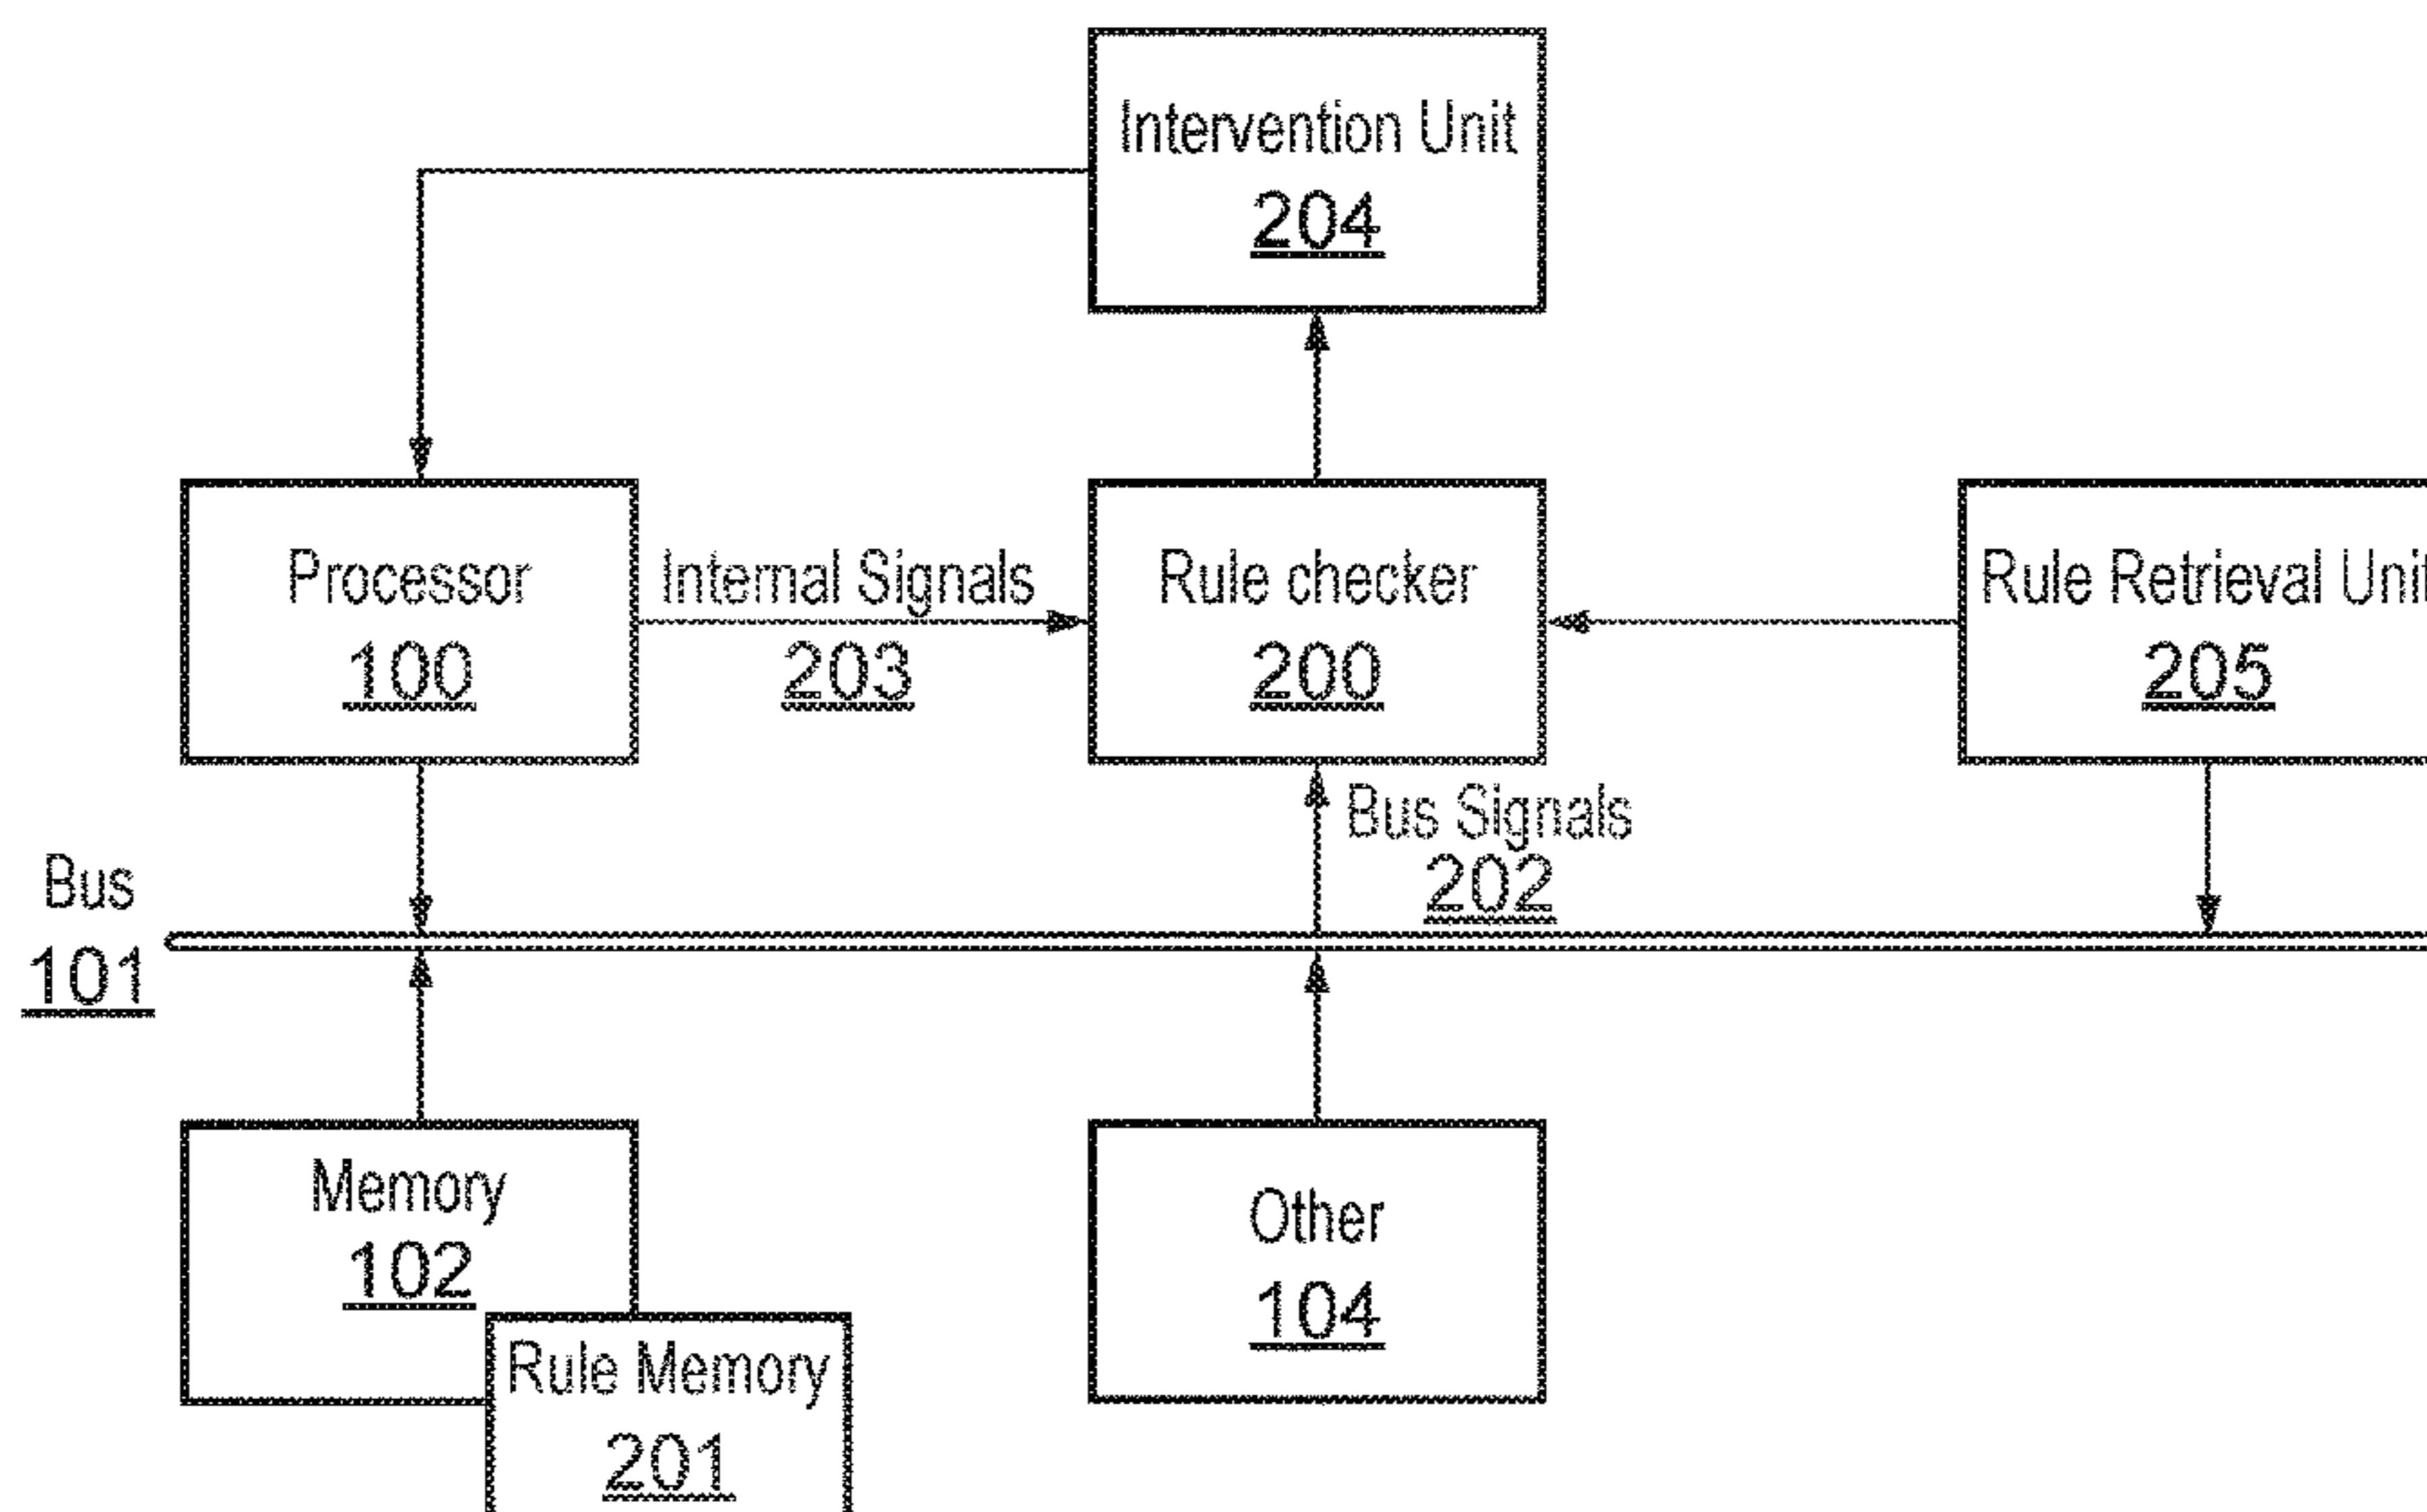 Intervention Unit
204
Processor
100
Internal Signals
203
Rule checker
200
Rule Retrieval Unit
205
Bus Signals
202
Bus
101
Memory
102
Other
104
Rule Memory
201